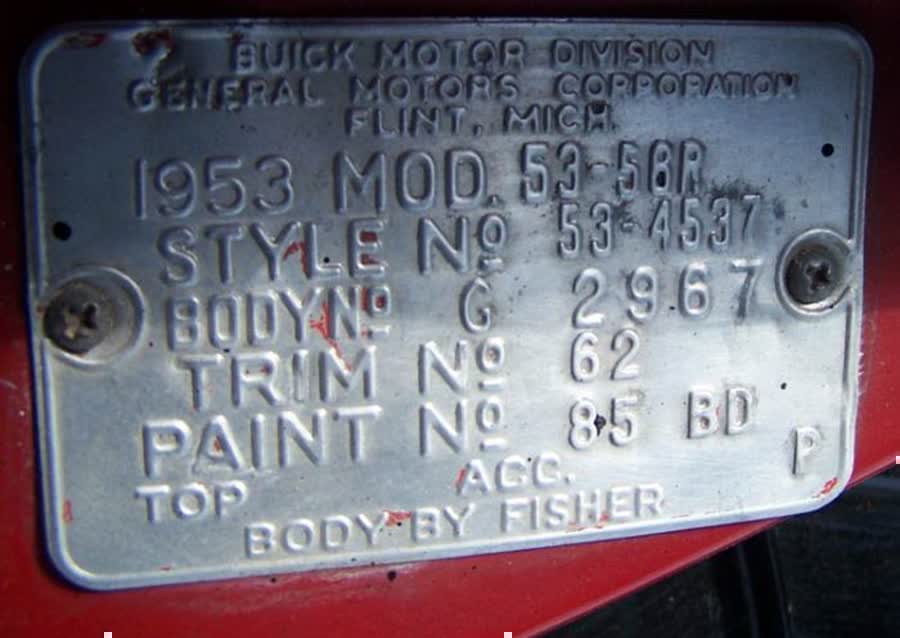 BUICK MOTOR DIVISION
GENERAL MOTORS CORPORATION
FLINT, MICH.
1953 MOD. 53-56R
STYLE Nº 53-4537
BODY Nº G 2967
TRIM Nº 62
PAINT Nº 85 BD
P
TOP ACC.
BODY BY FISHER